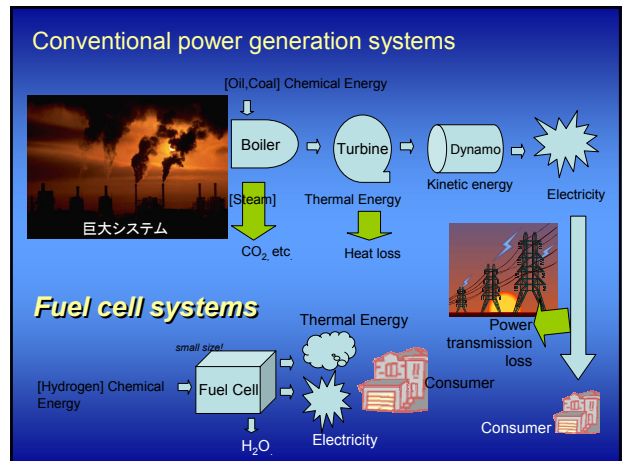 Conventional power generation systems
[Oil,Coal] Chemical Energy
Boiler
Turbine
Dynamo
Kinetic energy
Electricity
[Steam]
Thermal Energy
巨大システム
CO2, etc.
Heat loss
Fuel cell systems
Power
transmission
loss
Thermal Energy
small size!
Fuel Cell
[Hydrogen] Chemical
Energy
Consumer
Electricity
H2O.
Consumer